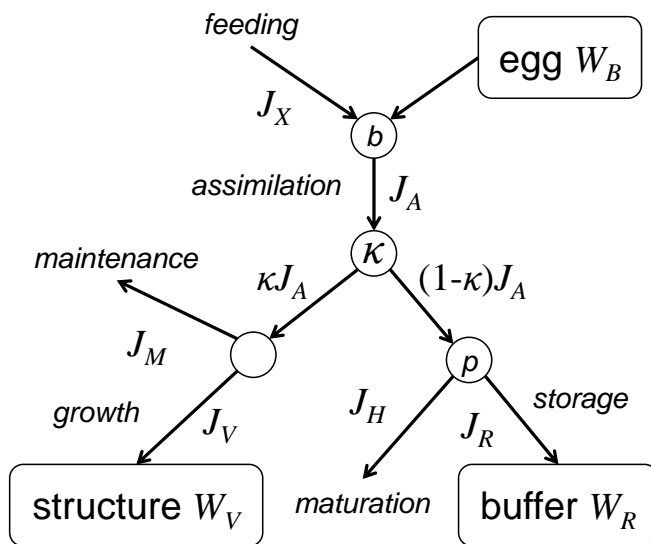 feeding
egg W_B
J_X
b
assimilation
J_A
κ
maintenance
κJ_A
(1-κ)J_A
J_M
p
growth
J_V
J_H
J_R
storage
structure W_V
maturation
buffer W_R